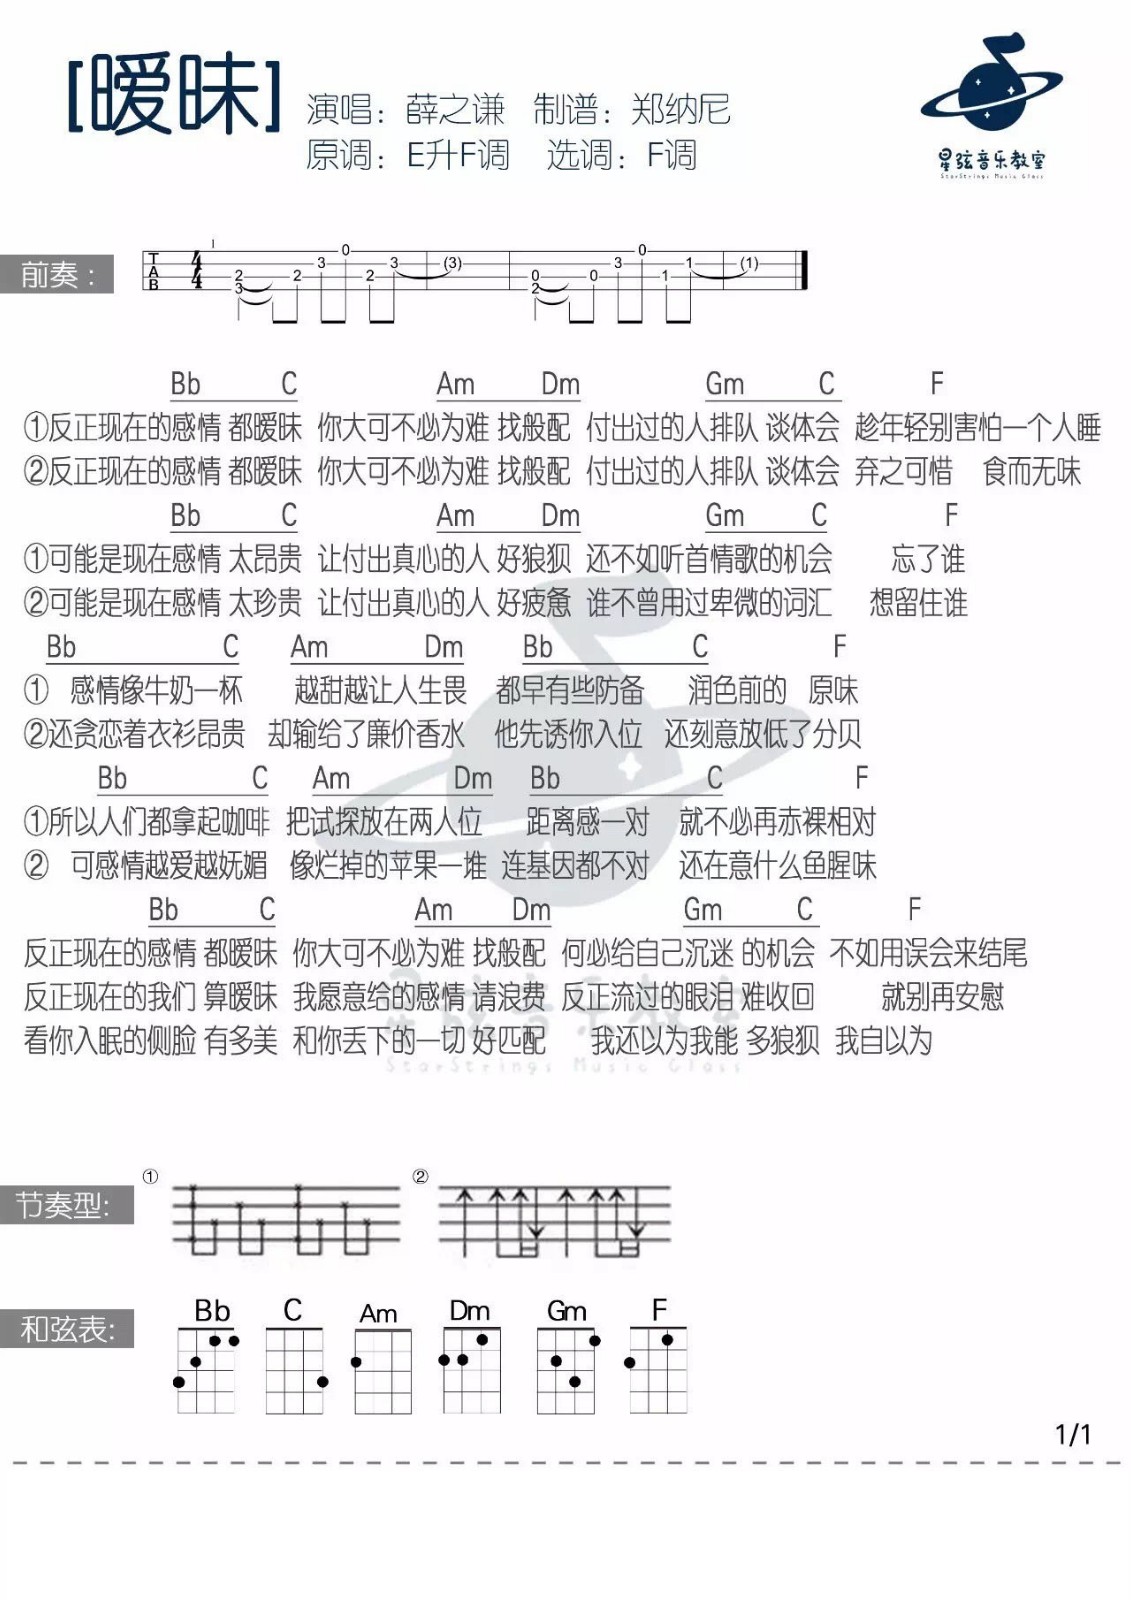 [暧昧]
演唱：薛之谦 制谱：郑纳尼
原调：E升F调 选调：F调
星弦音乐教室
StarStrings Music Class
前奏：
1
T A B 4 4 2 3 2 3 0 2 3 (3) 0 2 0 3 0 1 1 (1)
Bb C Am Dm Gm C F
①反正现在的感情 都暧昧 你大可不必为难 找般配 付出过的人排队 谈体会 趁年轻别害怕一个人睡
②反正现在的感情 都暧昧 你大可不必为难 找般配 付出过的人排队 谈体会 弃之可惜 食而无味
Bb C Am Dm Gm C F
①可能是现在感情 太昂贵 让付出真心的人 好狼狈 还不如听首情歌的机会 忘了谁
②可能是现在感情 太珍贵 让付出真心的人 好疲惫 谁不曾用过卑微的词汇 想留住谁
Bb C Am Dm Bb C F
① 感情像牛奶一杯 越甜越让人生畏 都早有些防备 润色前的 原味
②还贪恋着衣衫昂贵 却输给了廉价香水 他先诱你入位 还刻意放低了分贝
Bb C Am Dm Bb C F
①所以人们都拿起咖啡 把试探放在两人位 距离感一对 就不必再赤裸相对
② 可感情越爱越妩媚 像烂掉的苹果一堆 连基因都不对 还在意什么鱼腥味
Bb C Am Dm Gm C F
反正现在的感情 都暧昧 你大可不必为难 找般配 何必给自己沉迷 的机会 不如用误会来结尾
反正现在的我们 算暧昧 我愿意给的感情 请浪费 反正流过的眼泪 难收回 就别再安慰
看你入眠的侧脸 有多美 和你丢下的一切 好匹配 我还以为我能 多狼狈 我自以为
星弦音乐教室
StarStrings Music Class
节奏型: ① ②
和弦表: Bb C Am Dm Gm F
1/1